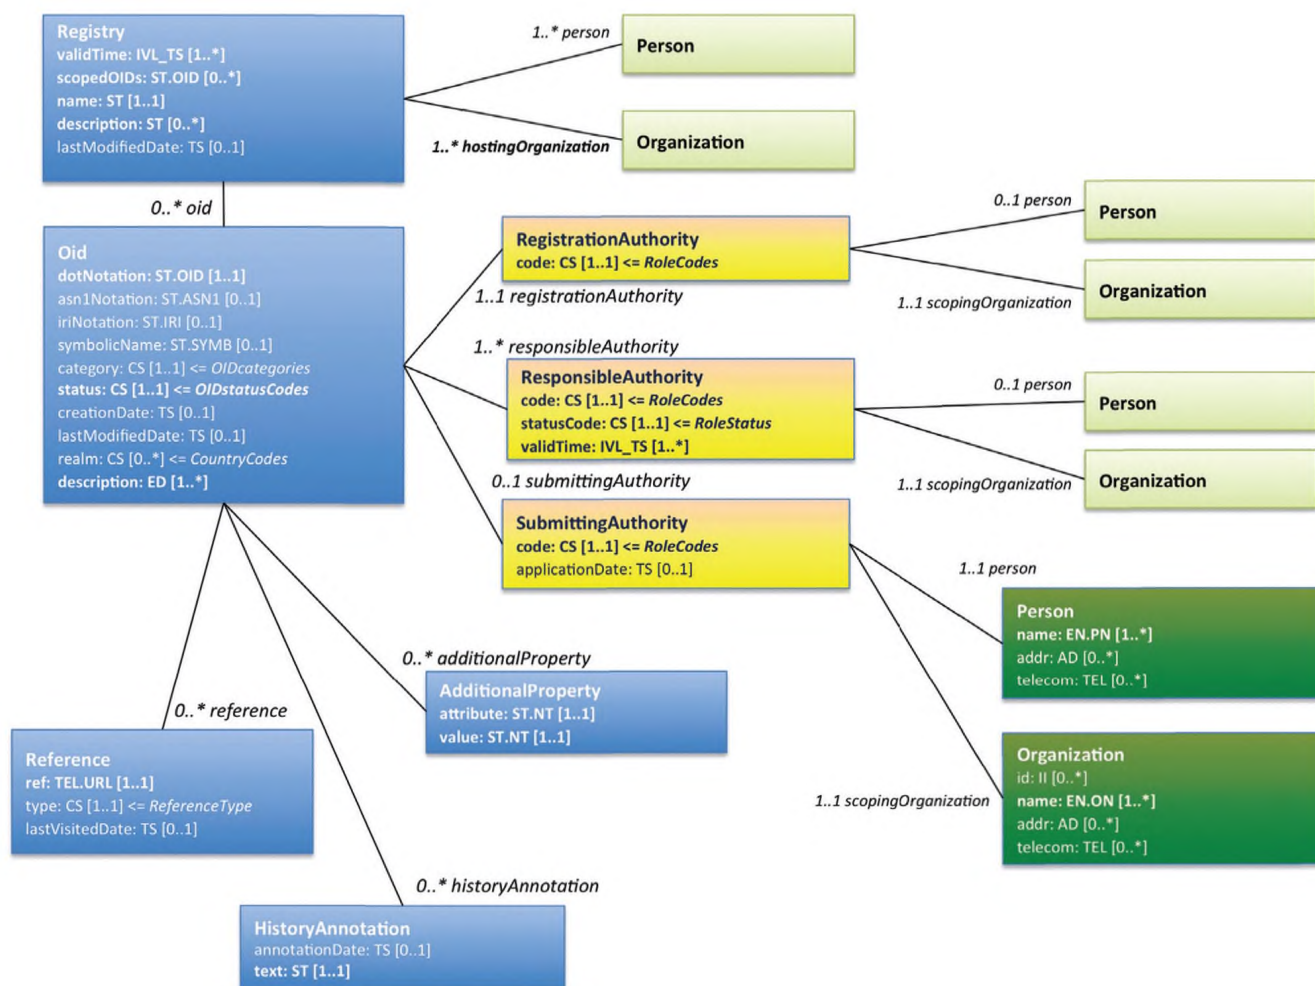 Registry
validTime: IVL_TS [1..*]
scopedOIDs: ST.OID [0..*]
name: ST [1..1]
description: ST [0..*]
lastModifiedDate: TS [0..1]
1..* person
Person
1..* hostingOrganization
Organization
0..* oid
Oid
dotNotation: ST.OID [1..1]
asn1Notation: ST.ASN1 [0..1]
iriNotation: ST.IRI [0..1]
symbolicName: ST.SYMB [0..1]
category: CS [1..1] <= OIDcategories
status: CS [1..1] <= OIDstatusCodes
creationDate: TS [0..1]
lastModifiedDate: TS [0..1]
realm: CS [0..*] <= CountryCodes
description: ED [1..*]
RegistrationAuthority
code: CS [1..1] <= RoleCodes
1..1 registrationAuthority
0..1 person
Person
1..1 scopingOrganization
Organization
1..* responsibleAuthority
ResponsibleAuthority
code: CS [1..1] <= RoleCodes
statusCode: CS [1..1] <= RoleStatus
validTime: IVL_TS [1..*]
0..1 person
Person
1..1 scopingOrganization
Organization
0..1 submittingAuthority
SubmittingAuthority
code: CS [1..1] <= RoleCodes
applicationDate: TS [0..1]
1..1 person
Person
name: EN.PN [1..*]
addr: AD [0..*]
telecom: TEL [0..*]
1..1 scopingOrganization
Organization
id: II [0..*]
name: EN.ON [1..*]
addr: AD [0..*]
telecom: TEL [0..*]
0..* additionalProperty
AdditionalProperty
attribute: ST.NT [1..1]
value: ST.NT [1..1]
0..* reference
Reference
ref: TEL.URL [1..1]
type: CS [1..1] <= ReferenceType
lastVisitedDate: TS [0..1]
0..* historyAnnotation
HistoryAnnotation
annotationDate: TS [0..1]
text: ST [1..1]